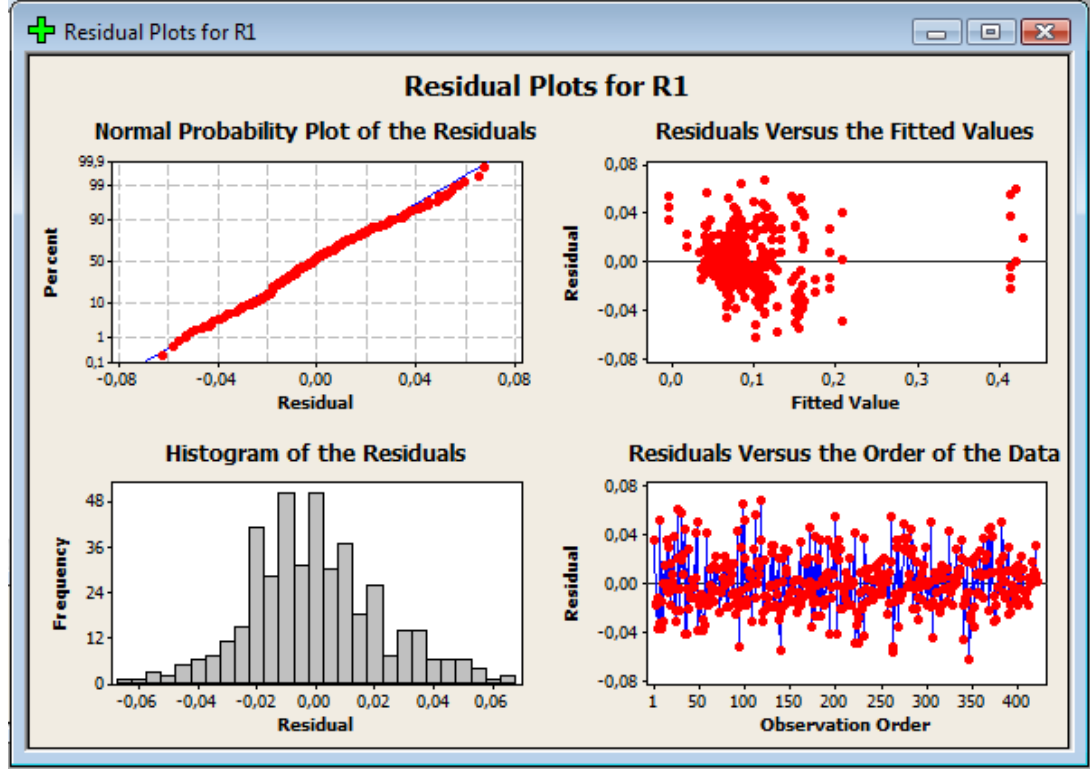 Residual Plots for R1
Residual Plots for R1
Normal Probability Plot of the Residuals
99,9
99
90
50
10
1
0,1
Percent
-0,08 -0,04 0,00 0,04 0,08
Residual
Residuals Versus the Fitted Values
0,08
0,04
0,00
-0,04
-0,08
Residual
0,0 0,1 0,2 0,3 0,4
Fitted Value
Histogram of the Residuals
48
36
24
12
0
Frequency
-0,06 -0,04 -0,02 0,00 0,02 0,04 0,06
Residual
Residuals Versus the Order of the Data
0,08
0,04
0,00
-0,04
-0,08
Residual
1 50 100 150 200 250 300 350 400
Observation Order